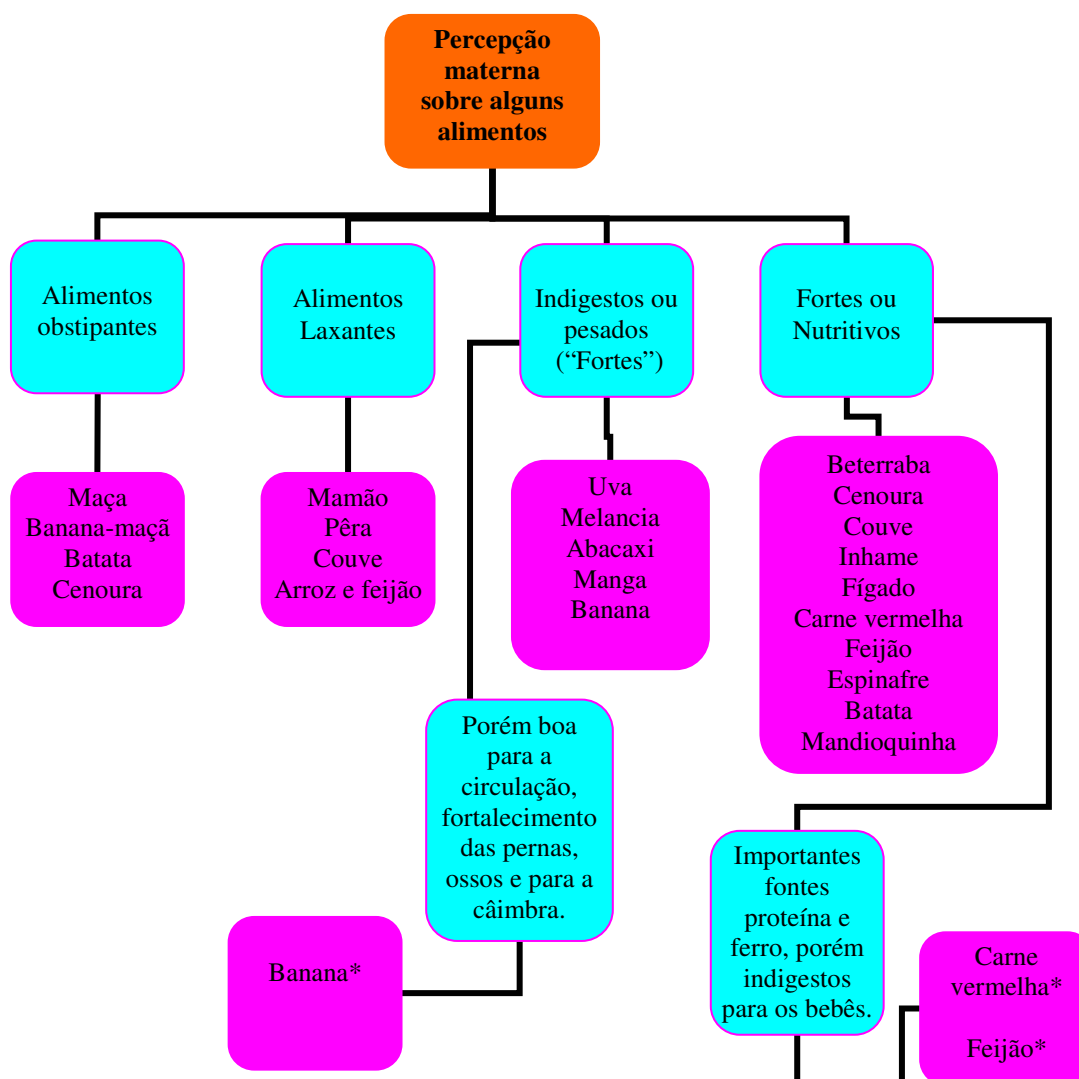 Percepção
materna
sobre alguns
alimentos
Alimentos
obstipantes
Alimentos
Laxantes
Indigestos ou
pesados
(“Fortes”)
Fortes ou
Nutritivos
Maça
Banana-maçã
Batata
Cenoura
Mamão
Pêra
Couve
Arroz e feijão
Uva
Melancia
Abacaxi
Manga
Banana
Beterraba
Cenoura
Couve
Inhame
Fígado
Carne vermelha
Feijão
Espinafre
Batata
Mandioquinha
Porém boa
para a
circulação,
fortalecimento
das pernas,
ossos e para a
câimbra.
Banana*
Importantes
fontes
proteína e
ferro, porém
indigestos
para os bebês.
Carne
vermelha*
Feijão*